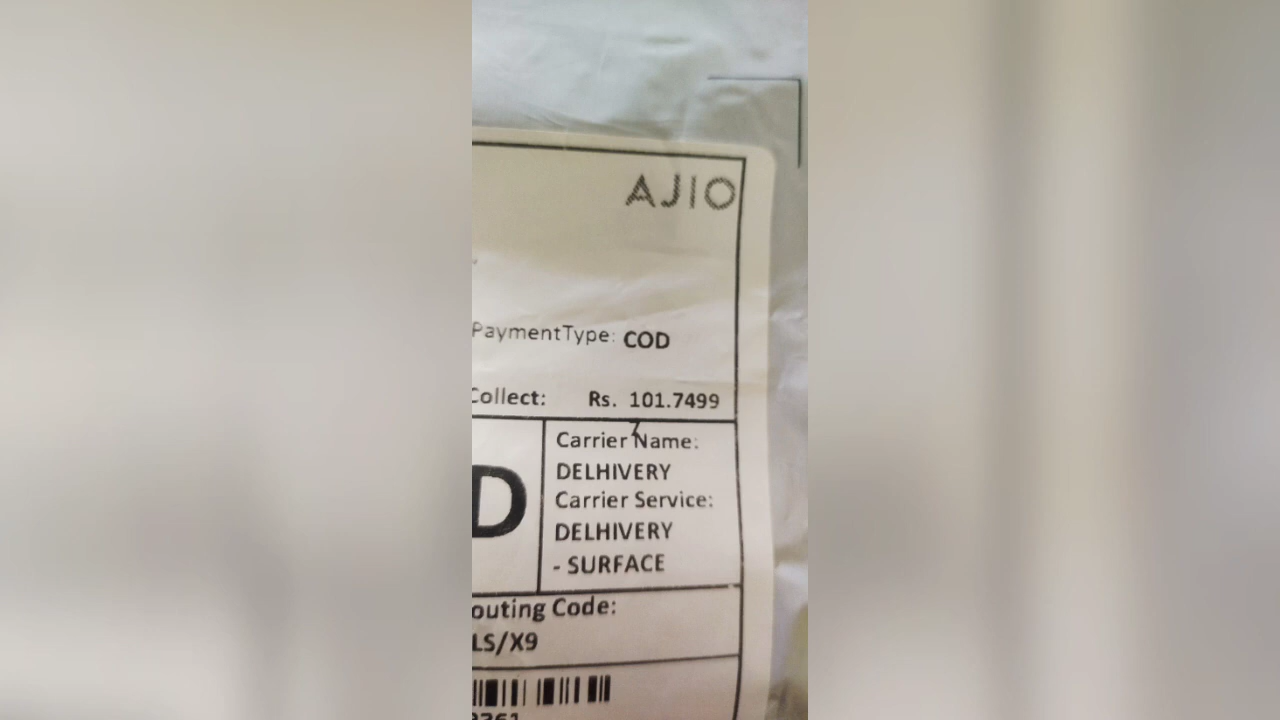 AJIO
PaymentType: COD
Collect: Rs. 101.7499
Carrier Name:
DELHIVERY
Carrier Service:
DELHIVERY
- SURFACE
D
outing Code:
LS/X9